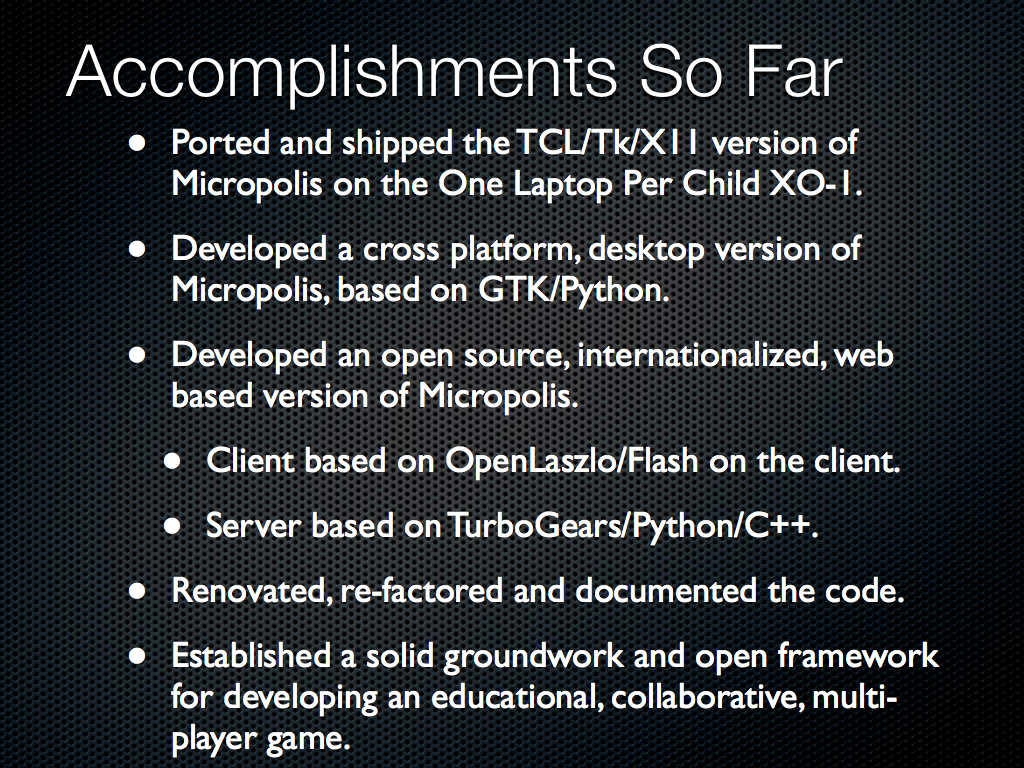 Accomplishments So Far
• Ported and shipped the TCL/Tk/X11 version of
Micropolis on the One Laptop Per Child XO-1.
• Developed a cross platform, desktop version of
Micropolis, based on GTK/Python.
• Developed an open source, internationalized, web
based version of Micropolis.
• Client based on OpenLaszlo/Flash on the client.
• Server based on TurboGears/Python/C++.
• Renovated, re-factored and documented the code.
• Established a solid groundwork and open framework
for developing an educational, collaborative, multi-
player game.